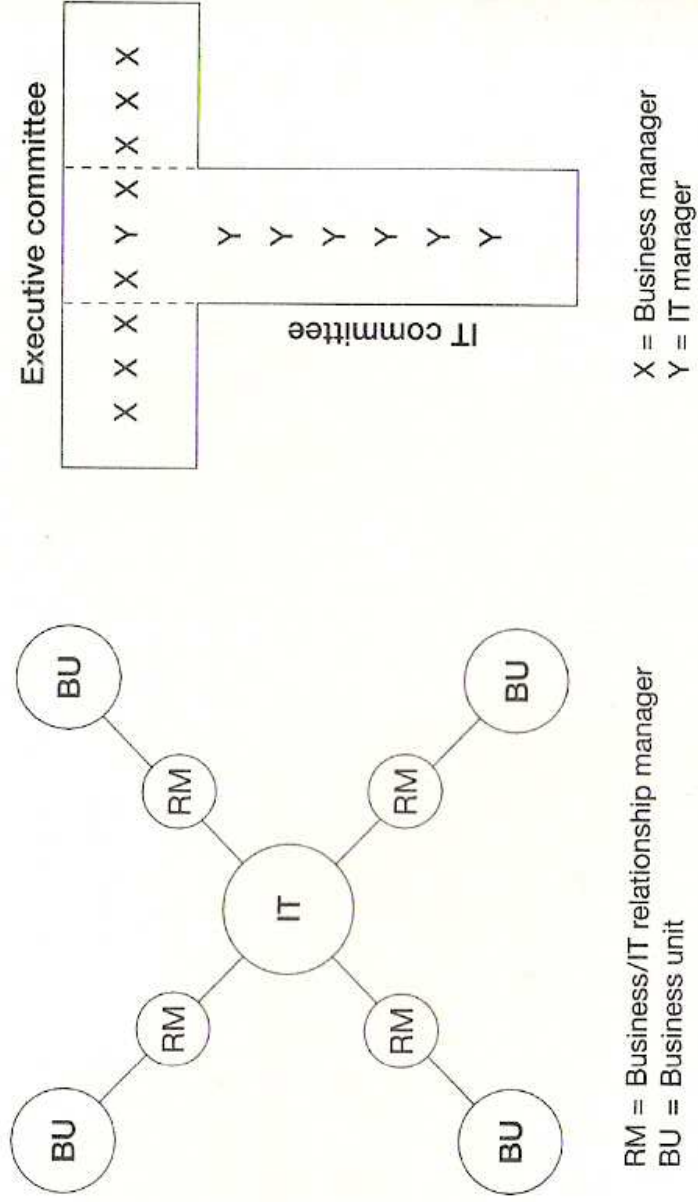 BU BU
RM RM
IT
RM RM
BU BU
RM = Business/IT relationship manager
BU = Business unit
Executive committee
X X X X Y X X X X
Y
Y
Y
Y
Y
Y
IT committee
X = Business manager
Y = IT manager